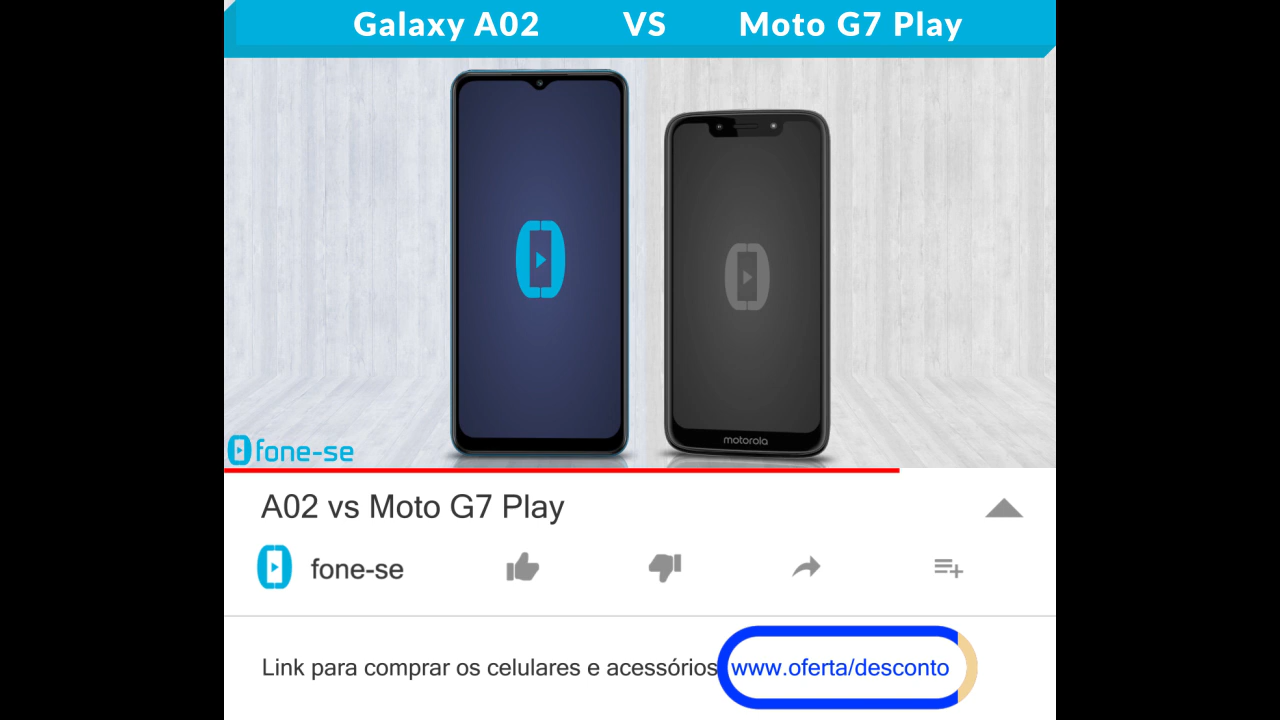 Galaxy A02 VS Moto G7 Play
motorola
fone-se
A02 vs Moto G7 Play
fone-se
Link para comprar os celulares e acessórios www.oferta/desconto